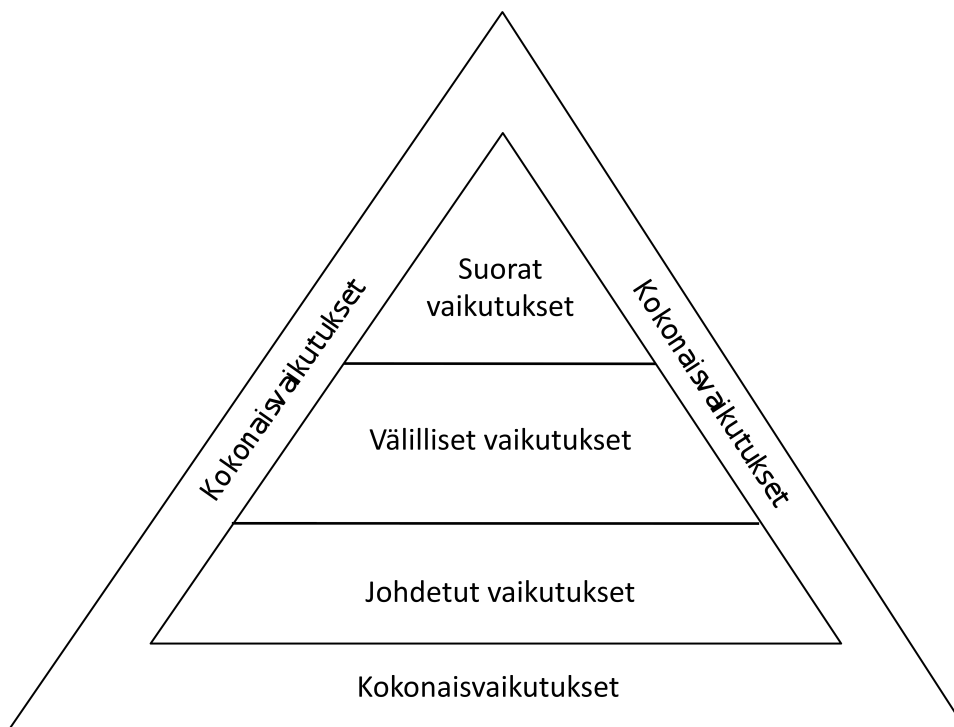 Suorat
vaikutukset
Kokonaisvaikutukset
Kokonaisvaikutukset
Välilliset vaikutukset
Johdetut vaikutukset
Kokonaisvaikutukset